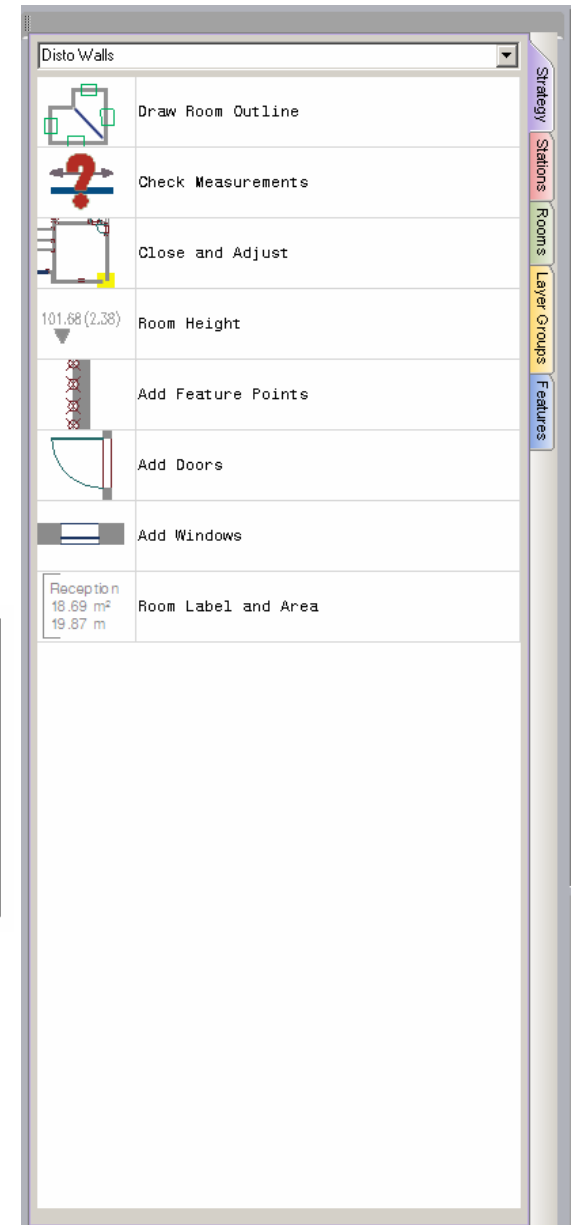 Disto Walls
Draw Room Outline
Check Measurements
Close and Adjust
101.68 (2.38)
Room Height
Add Feature Points
Add Doors
Add Windows
Reception
18.69 m²
19.87 m
Room Label and Area
Strategy
Stations
Rooms
Layer Groups
Features